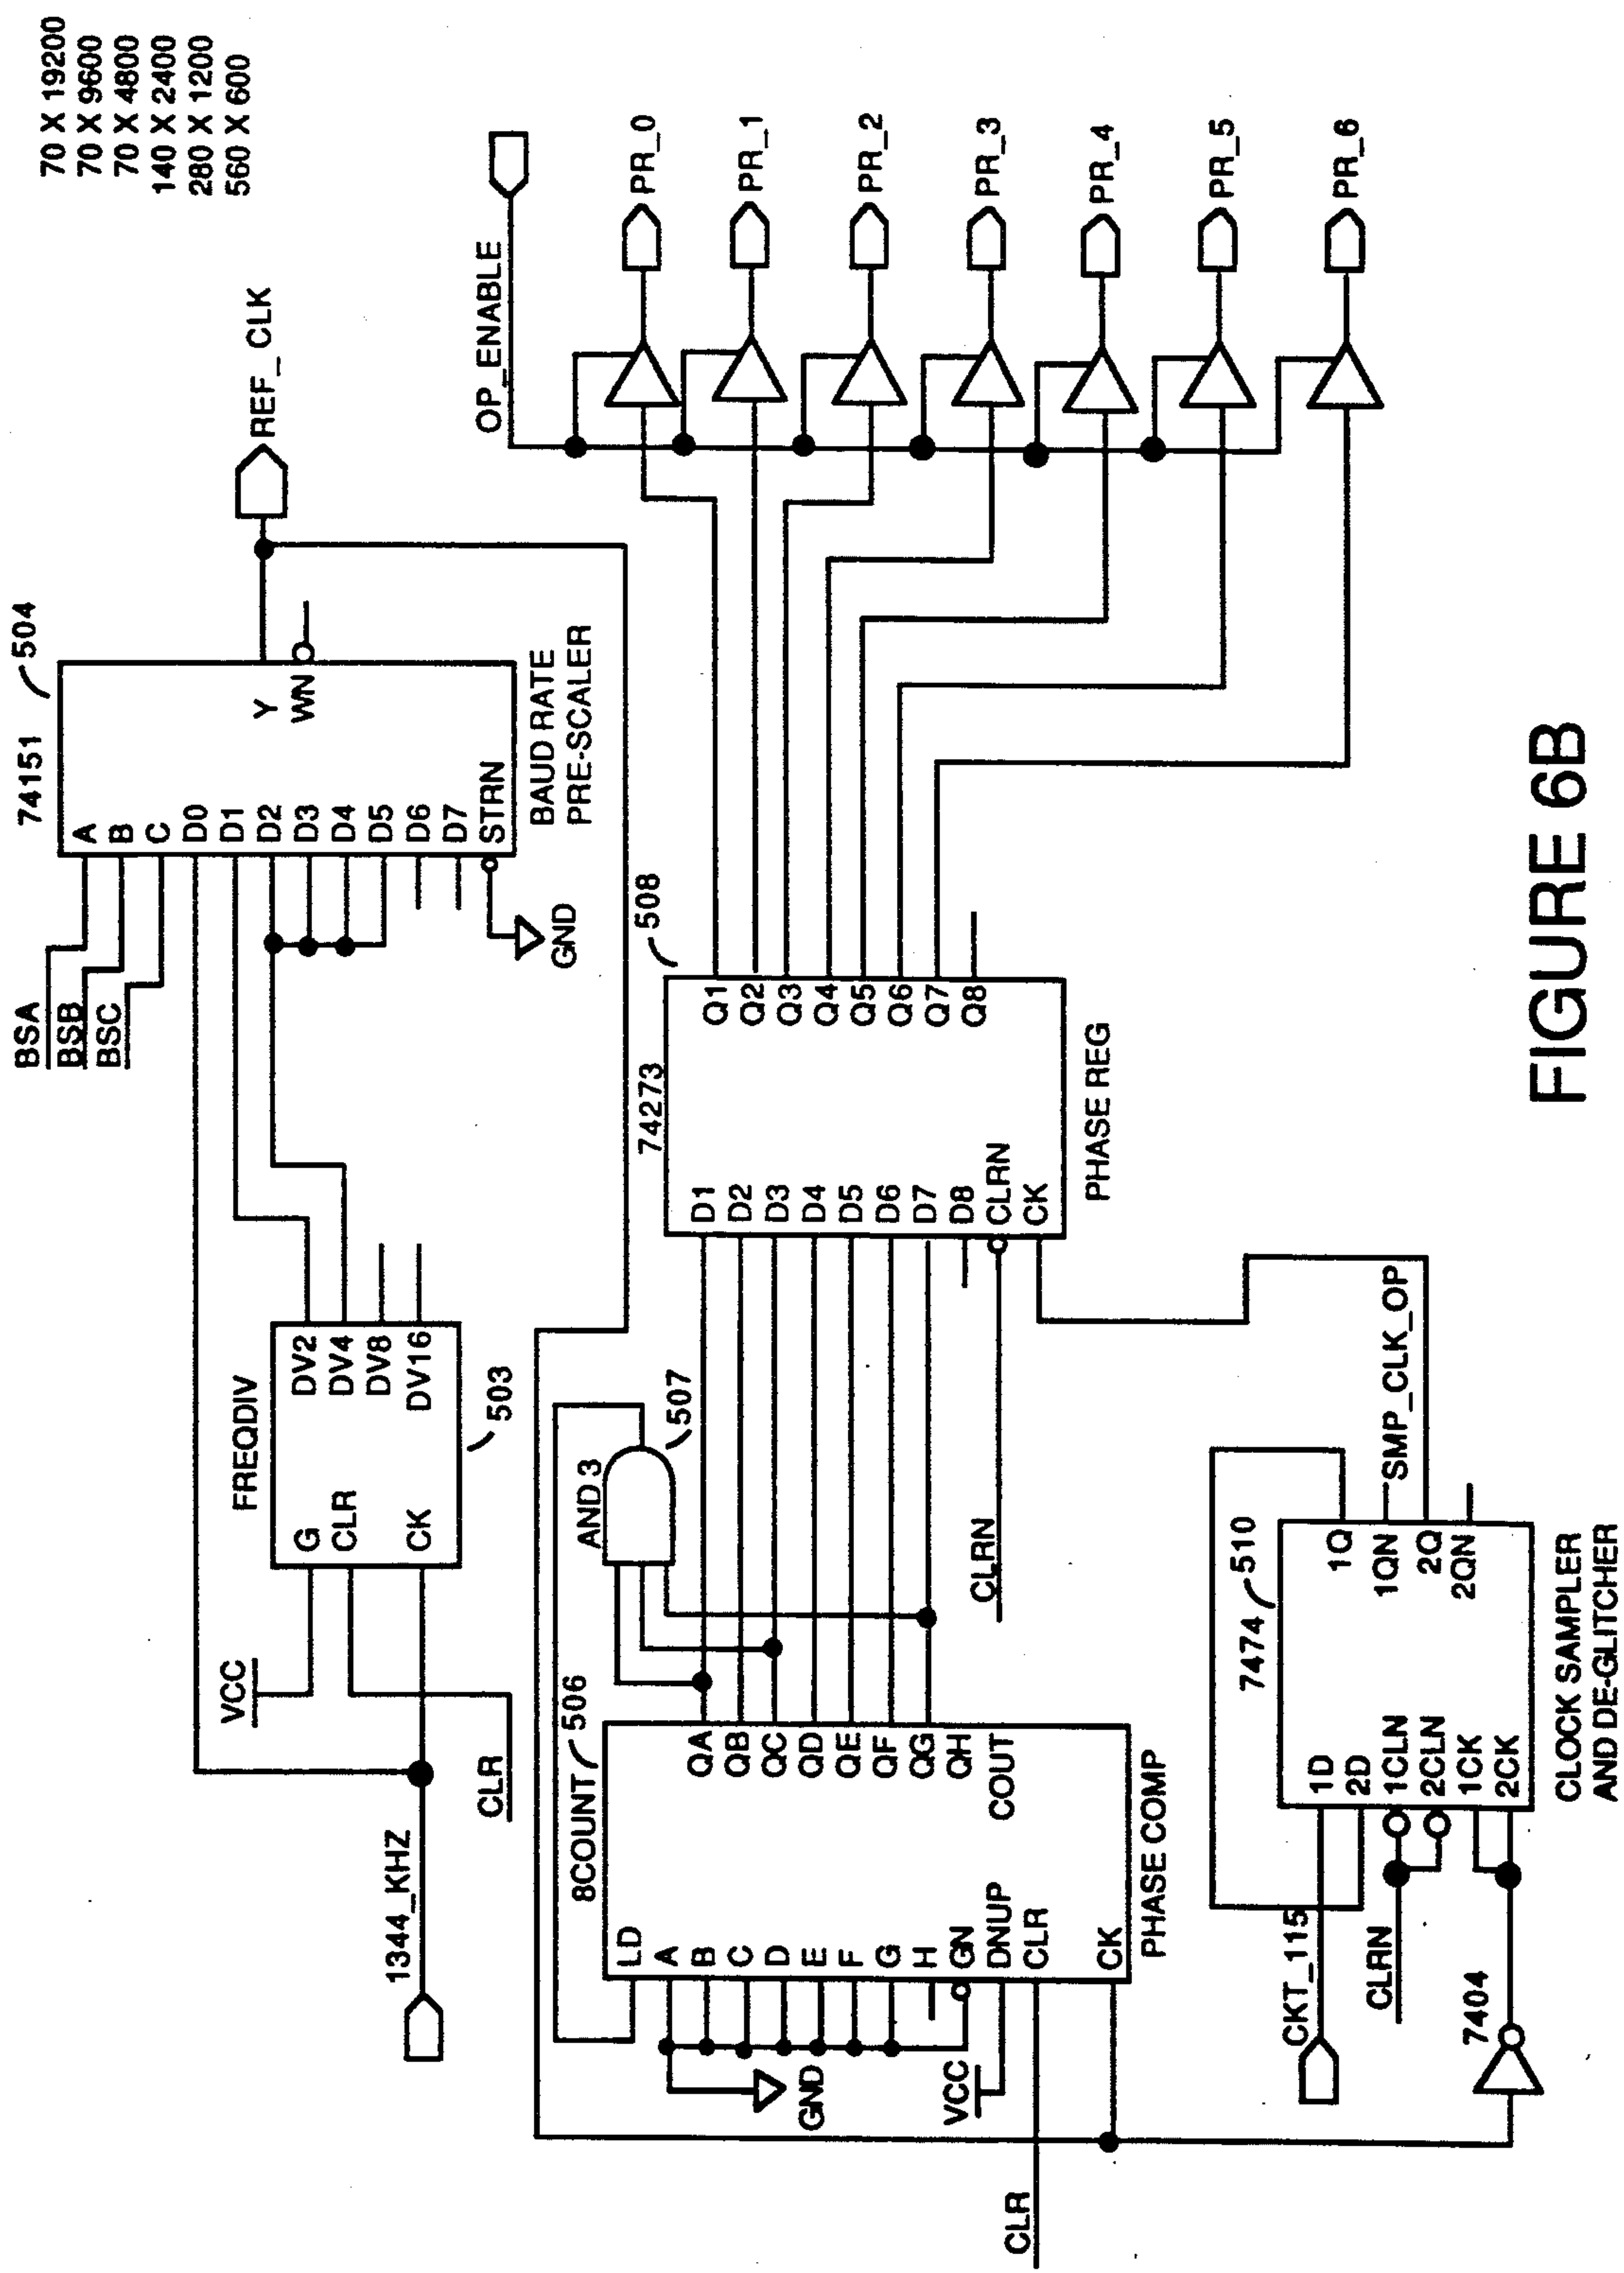 70 X 19200
70 X 9600
70 X 4800
140 X 2400
280 X 1200
560 X 600
74151
504
BSA
BSB
BSC
A
B
C
D0
D1
D2
D3
D4
D5
D6
D7
STRN
Y
WN
REF_CLK
GND
BAUD RATE
PRE-SCALER
FREQDIV
G
CLR
CK
DV2
DV4
DV8
DV16
503
VCC
CLR
1344_KHZ
OP_ENABLE
PR_0
PR_1
PR_2
PR_3
PR_4
PR_5
PR_6
8COUNT
506
LD
A
B
C
D
E
F
G
H
GN
DNUP
CLR
CK
QA
QB
QC
QD
QE
QF
QG
QH
COUT
GND
VCC
CLR
PHASE COMP
AND 3
507
74273
508
D1
D2
D3
D4
D5
D6
D7
D8
CLRN
CK
Q1
Q2
Q3
Q4
Q5
Q6
Q7
Q8
CLRN
PHASE REG
7474
510
1D
2D
1CLN
2CLN
1CK
2CK
1Q
1QN
2Q
2QN
SMP_CLK_OP
CKT_115
CLRN
7404
CLOCK SAMPLER
AND DE-GLITCHER
FIGURE 6B